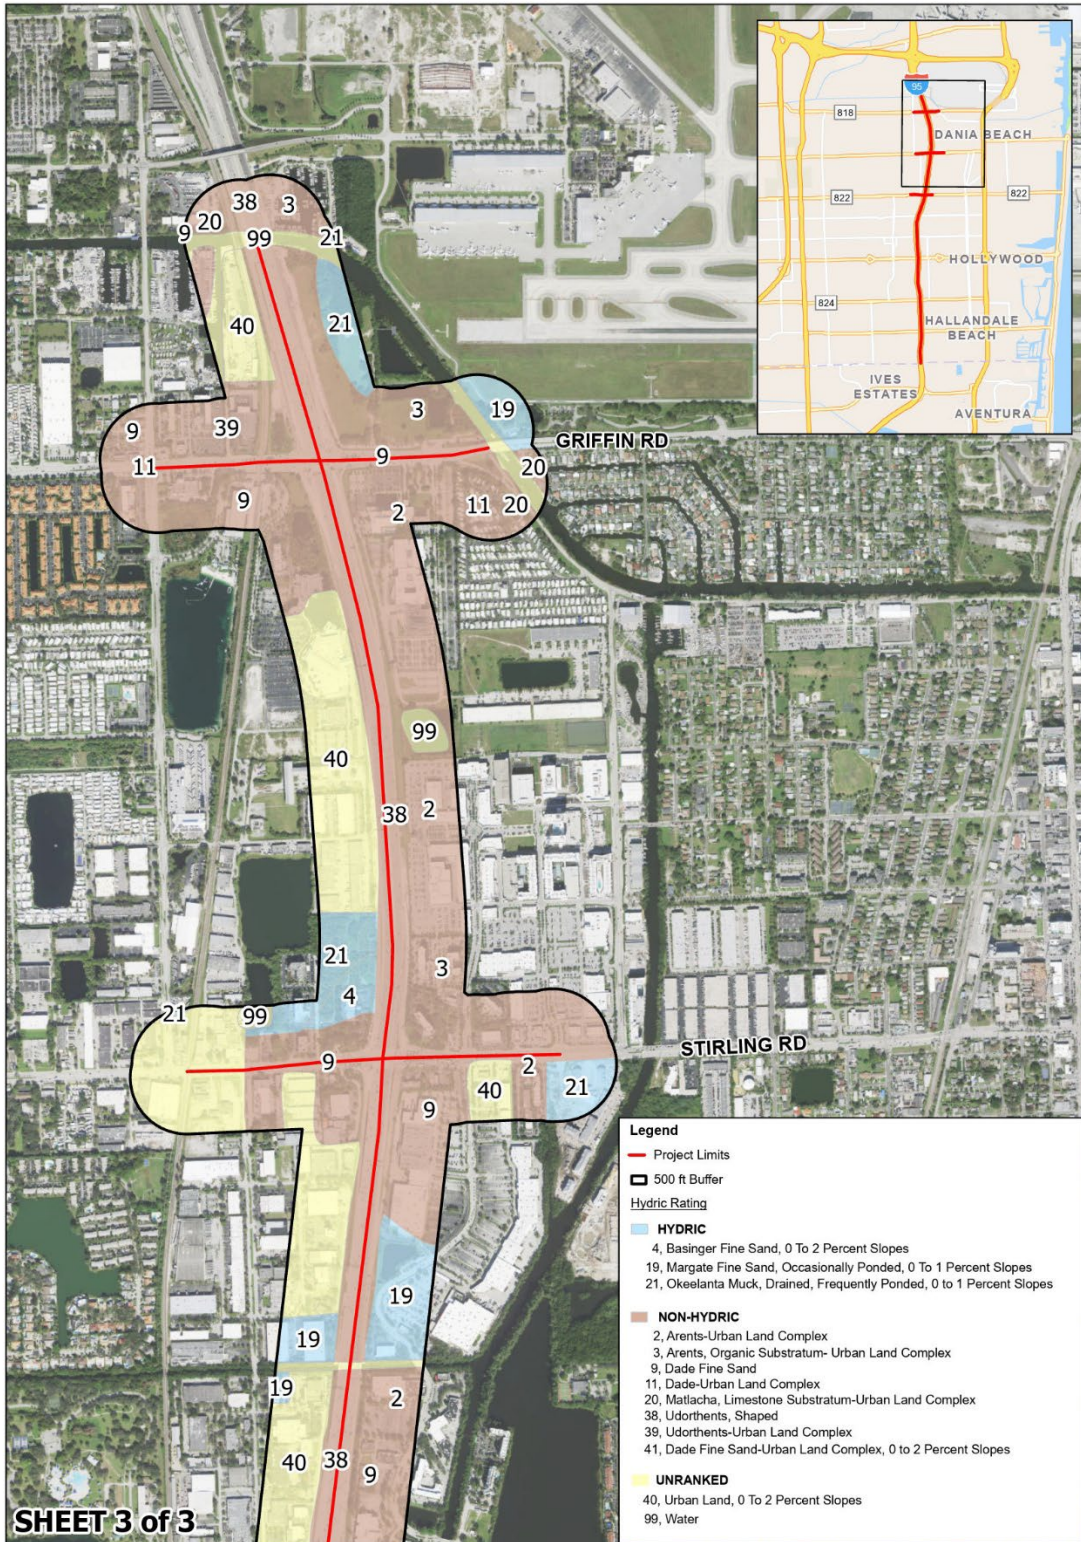 95
818
DANIA BEACH
822
822
HOLLYWOOD
824
HALLANDALE
BEACH
IVES
ESTATES
AVENTURA
38
3
20
9
99
21
40
21
3
19
9
39
GRIFFIN RD
11
9
20
9
2
11
20
99
40
38
2
21
3
4
21
99
STIRLING RD
9
2
40
21
9
19
19
19
2
40
38
9
Legend
Project Limits
500 ft Buffer
Hydric Rating
HYDRIC
4, Basinger Fine Sand, 0 To 2 Percent Slopes
19, Margate Fine Sand, Occasionally Ponded, 0 To 1 Percent Slopes
21, Okeelanta Muck, Drained, Frequently Ponded, 0 to 1 Percent Slopes
NON-HYDRIC
2, Arents-Urban Land Complex
3, Arents, Organic Substratum- Urban Land Complex
9, Dade Fine Sand
11, Dade-Urban Land Complex
20, Matlacha, Limestone Substratum-Urban Land Complex
38, Udorthents, Shaped
39, Udorthents-Urban Land Complex
41, Dade Fine Sand-Urban Land Complex, 0 to 2 Percent Slopes
UNRANKED
40, Urban Land, 0 To 2 Percent Slopes
99, Water
SHEET 3 of 3